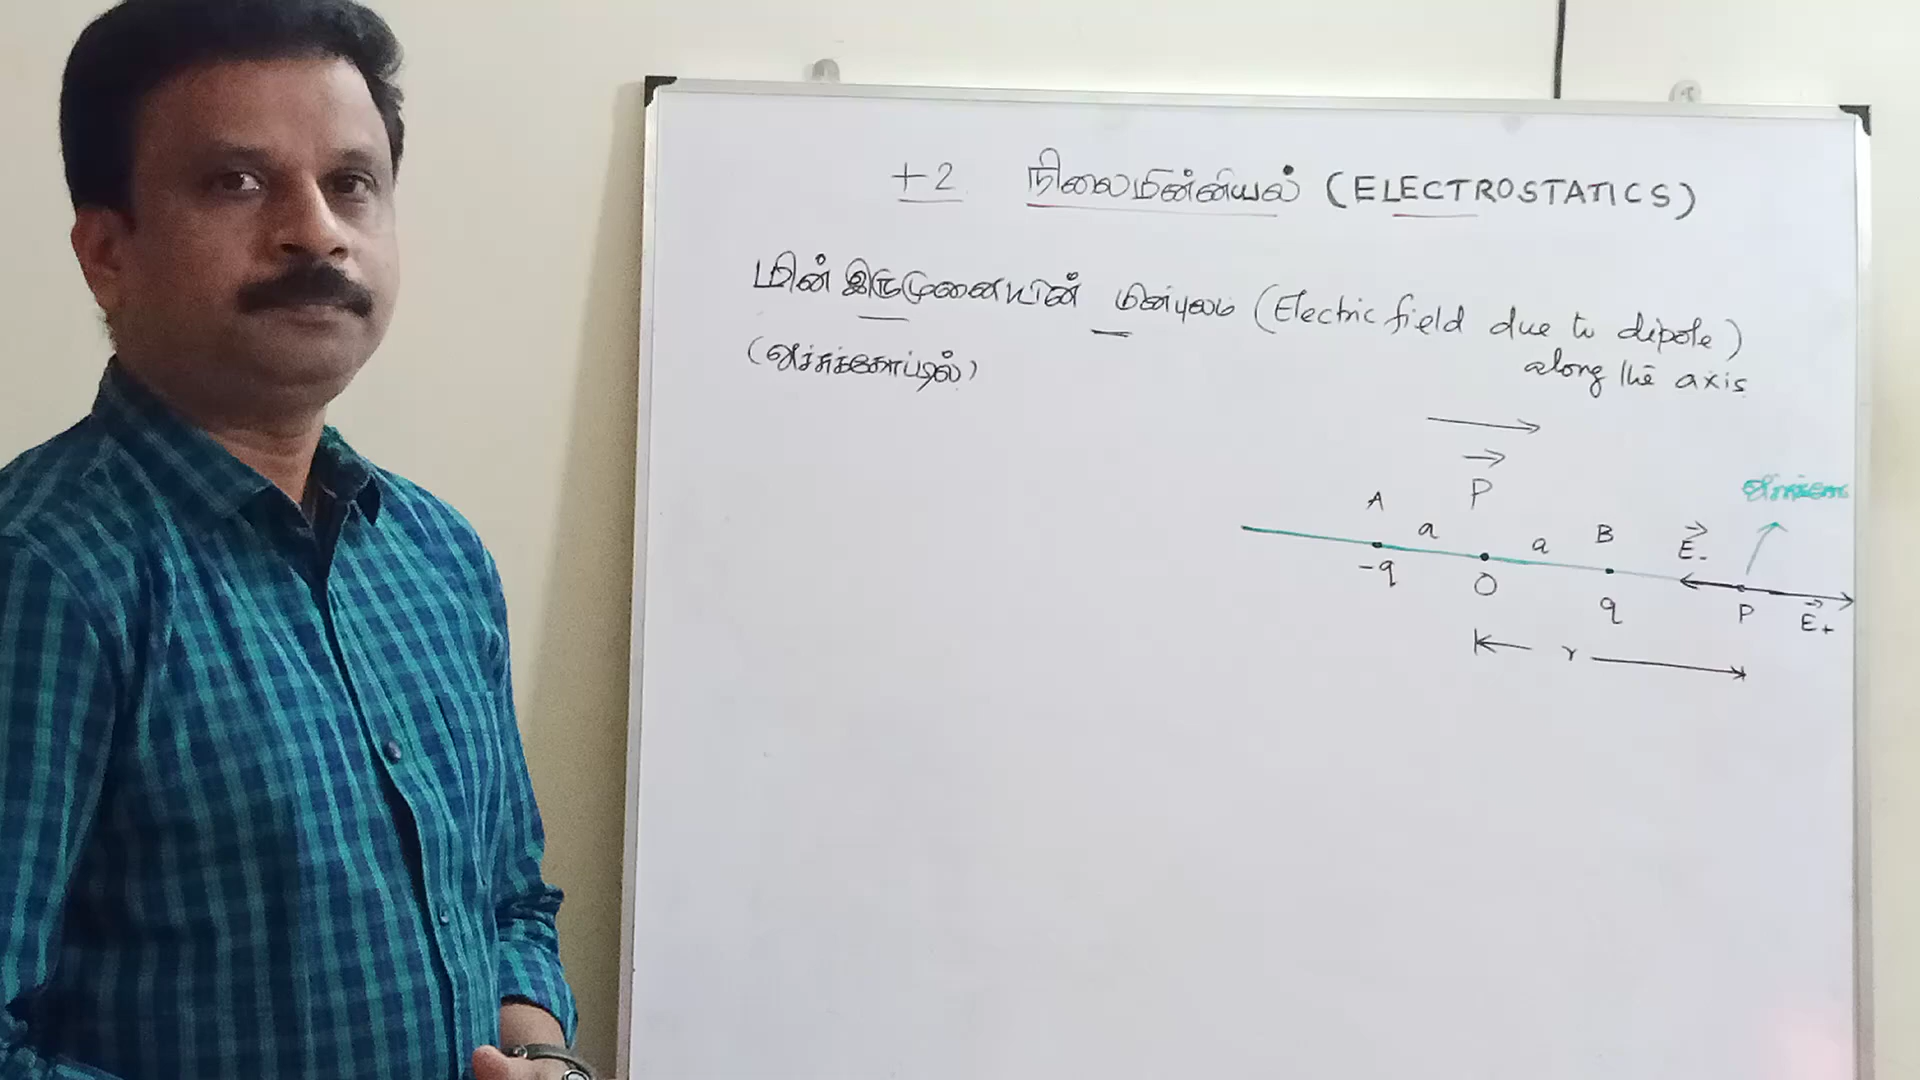 +2 நிலைமின்னியல் (ELECTROSTATICS)
மின் இருமுனையின் மின்புலம் (Electric field due to dipole)
(அச்சுக்கோட்டில்) along the axis
P
A a a B E-
-q O q P E+
r